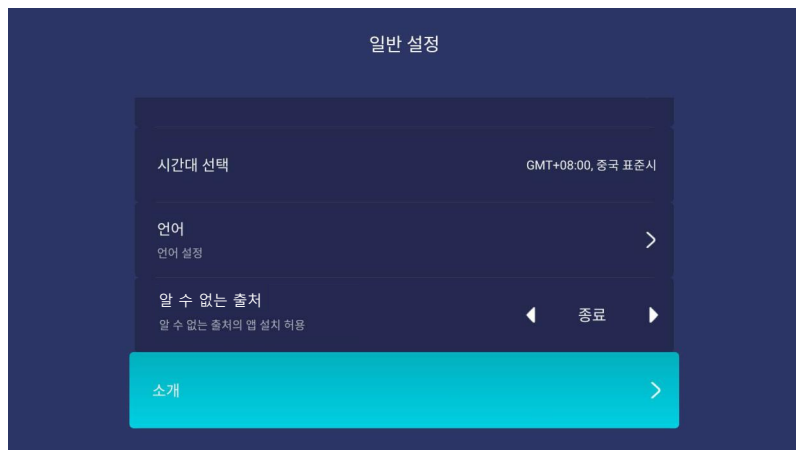 일반 설정
시간대 선택
GMT+08:00, 중국 표준시
언어
언어 설정
알 수 없는 출처
알 수 없는 출처의 앱 설치 허용
종료
소개